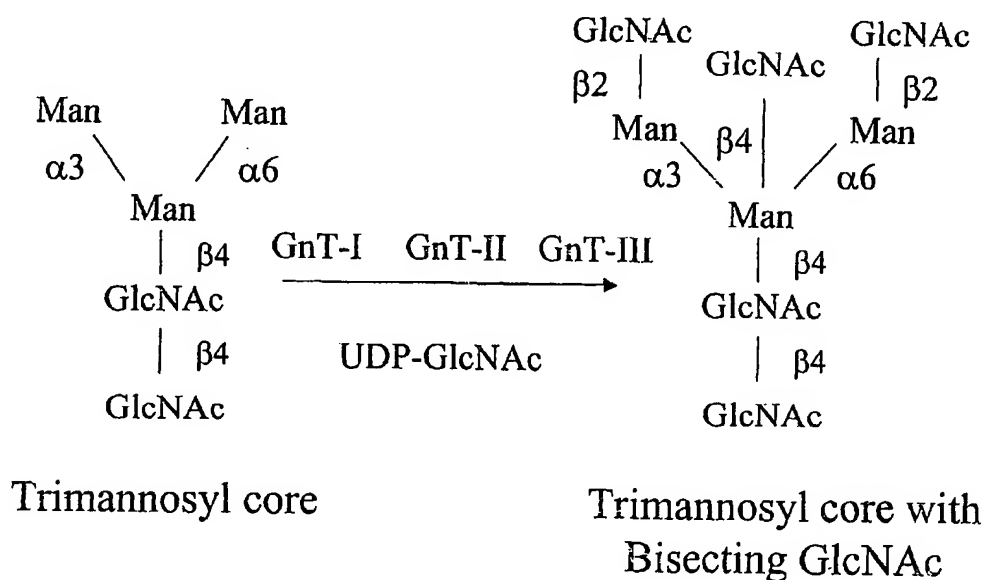 Man Man
α3 α6
Man
β4
GlcNAc
β4
GlcNAc
Trimannosyl core
GnT-I GnT-II GnT-III
UDP-GlcNAc
GlcNAc GlcNAc GlcNAc
β2 β2
Man β4 Man
α3 α6
Man
β4
GlcNAc
β4
GlcNAc
Trimannosyl core with
Bisecting GlcNAc